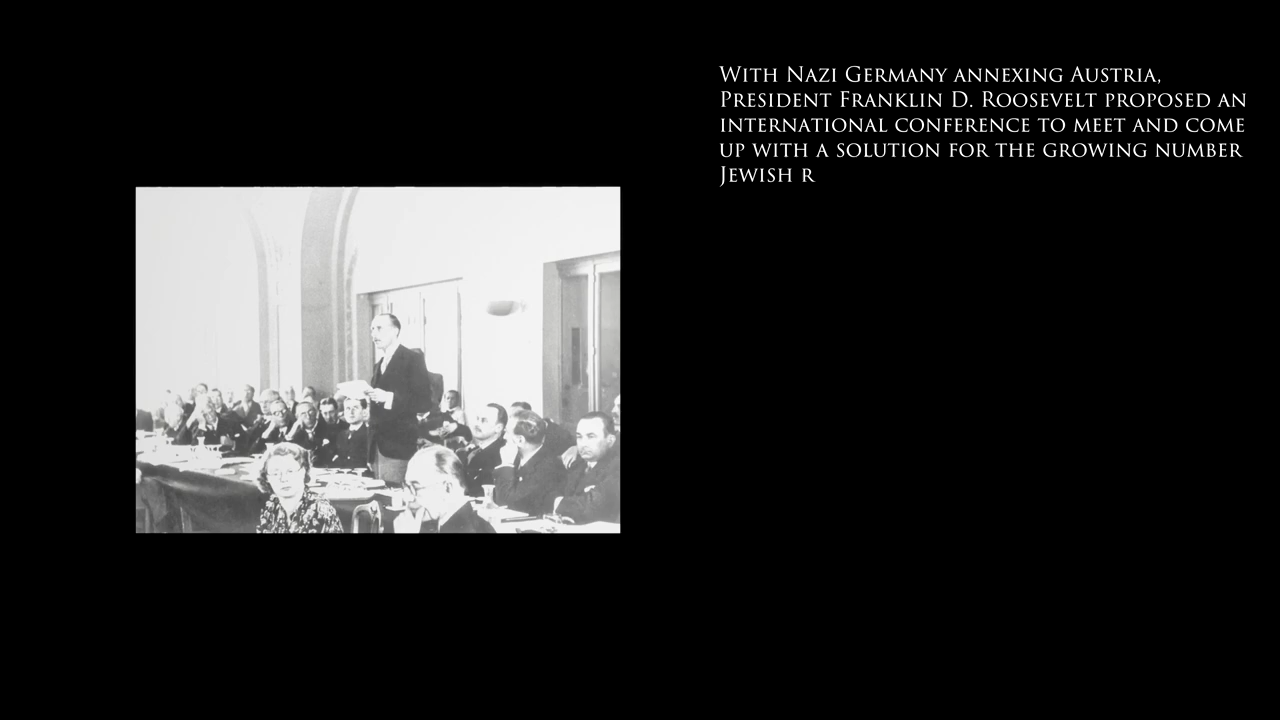 With Nazi Germany annexing Austria,
President Franklin D. Roosevelt proposed an
international conference to meet and come
up with a solution for the growing number
Jewish r